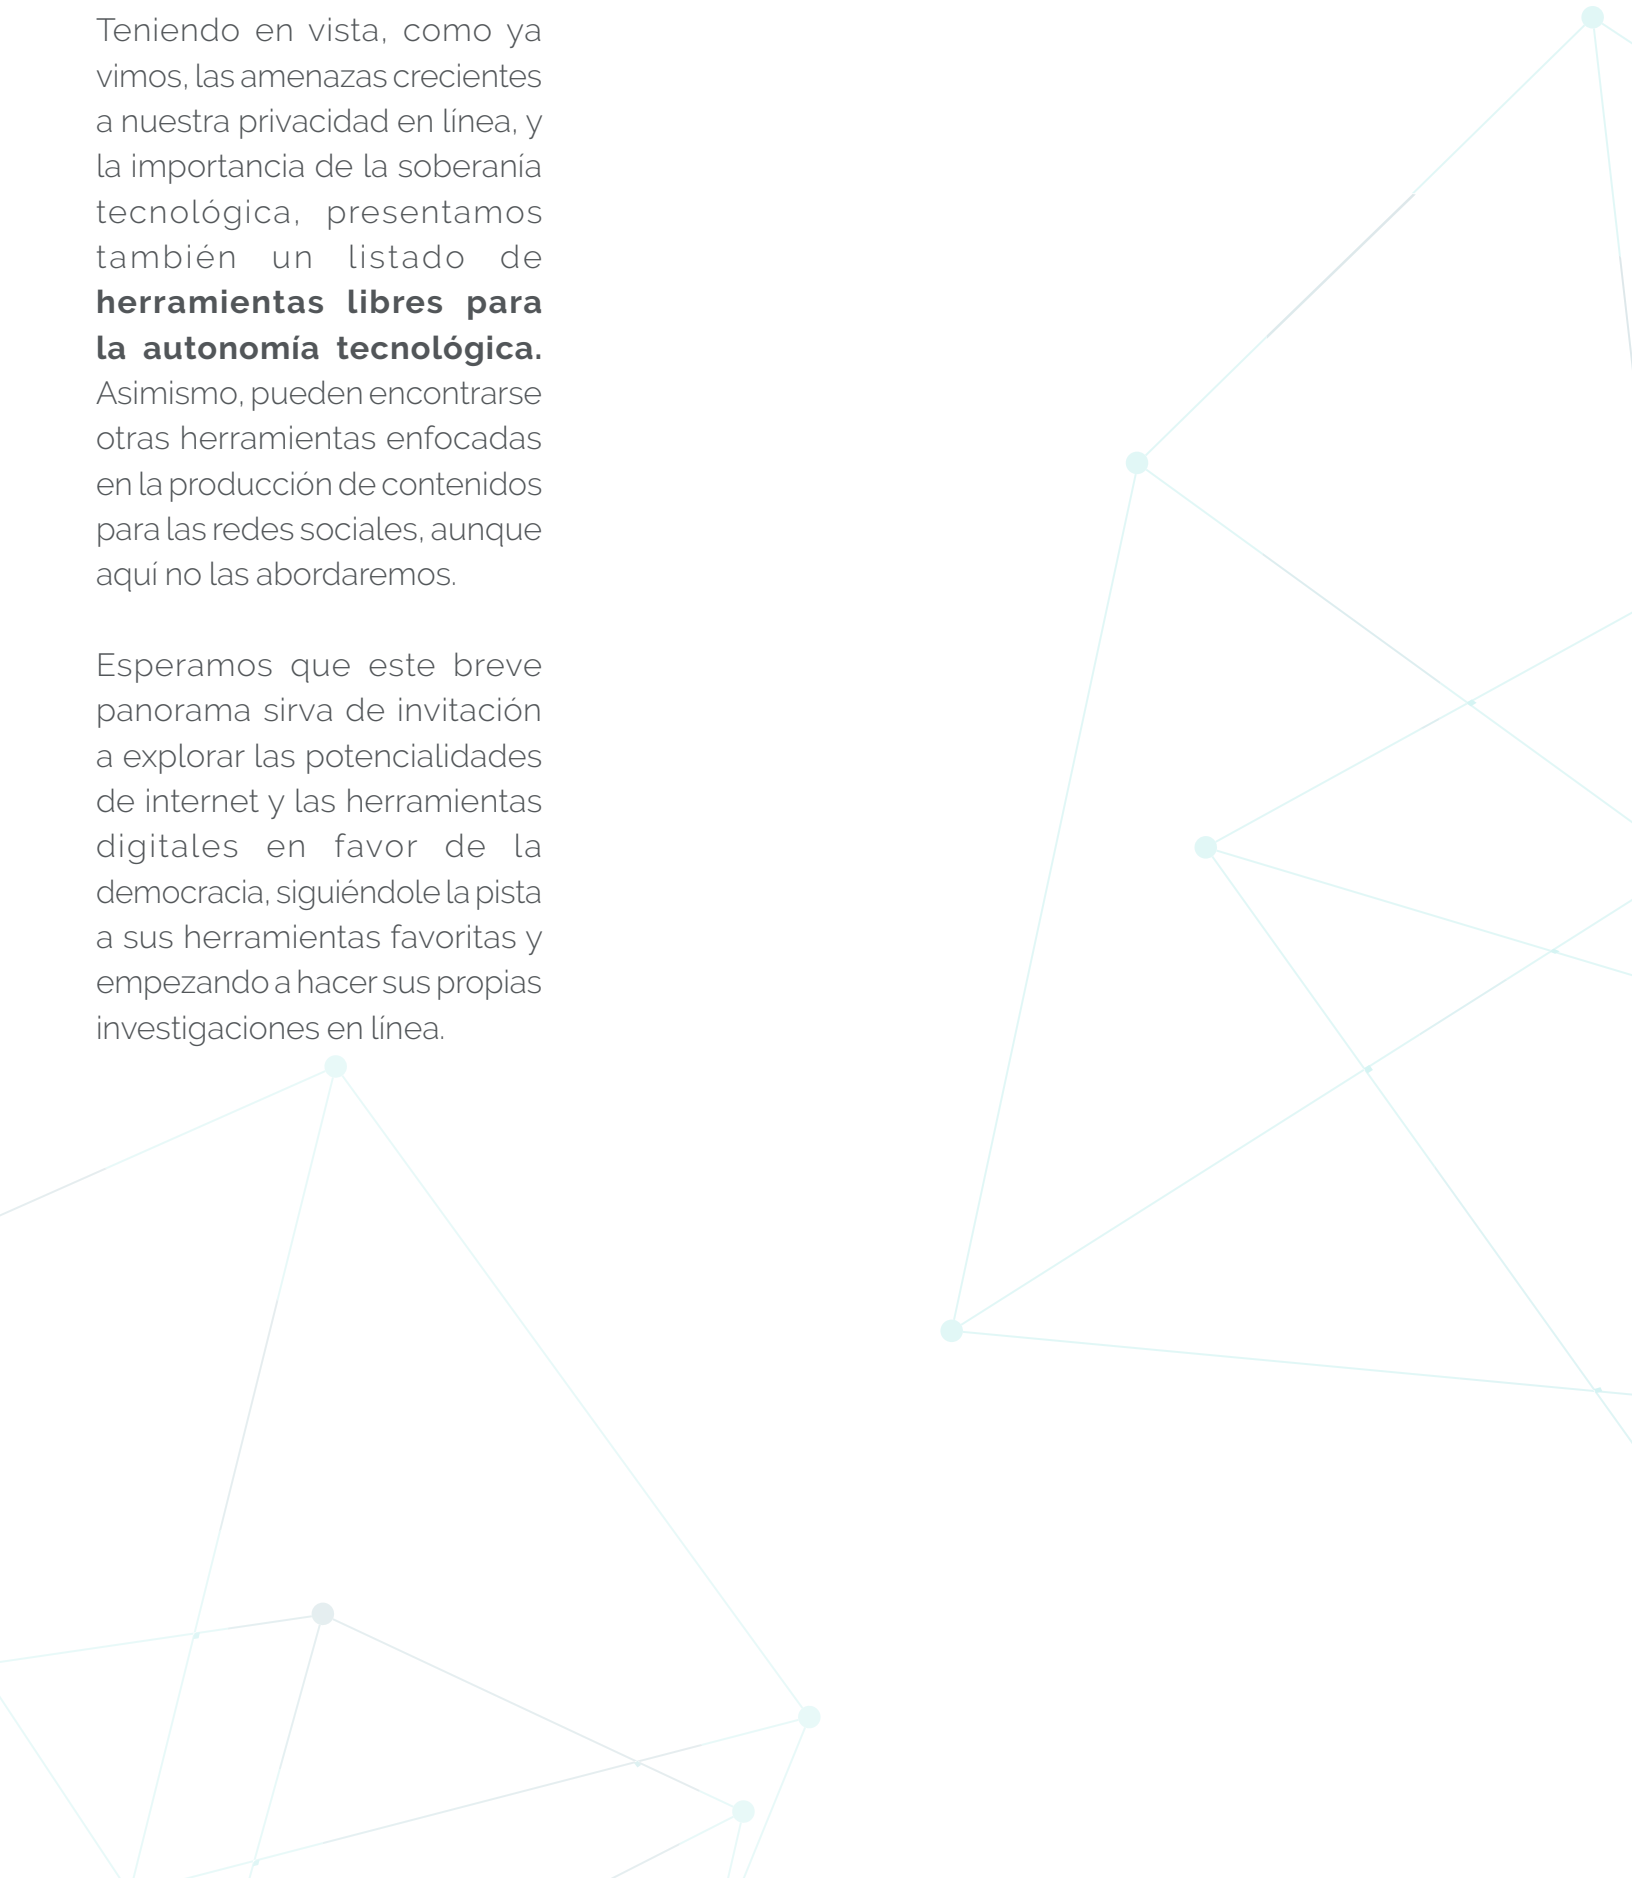 Teniendo en vista, como ya
vimos, las amenazas crecientes
a nuestra privacidad en línea, y
la importancia de la soberanía
tecnológica, presentamos
también un listado de
herramientas libres para
la autonomía tecnológica.
Asimismo, pueden encontrarse
otras herramientas enfocadas
en la producción de contenidos
para las redes sociales, aunque
aquí no las abordaremos.
Esperamos que este breve
panorama sirva de invitación
a explorar las potencialidades
de internet y las herramientas
digitales en favor de la
democracia, siguiéndole la pista
a sus herramientas favoritas y
empezando a hacer sus propias
investigaciones en línea.